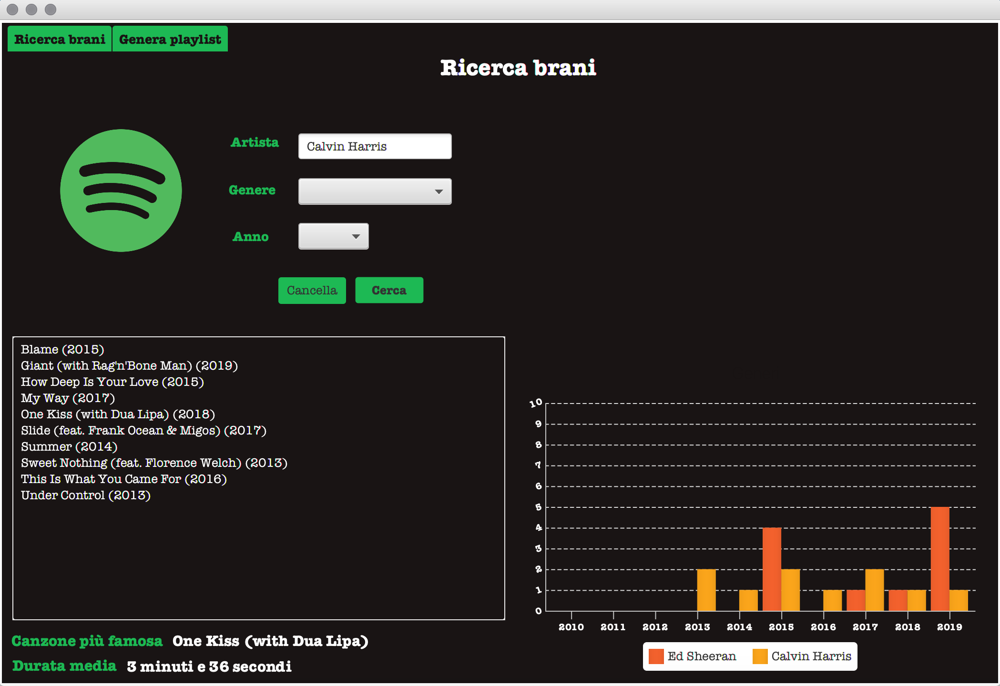 Ricerca brani Genera playlist
Ricerca brani
Artista Calvin Harris
Genere
Anno
Cancella Cerca
Blame (2015)
Giant (with Rag'n'Bone Man) (2019)
How Deep Is Your Love (2015)
My Way (2017)
One Kiss (with Dua Lipa) (2018)
Slide (feat. Frank Ocean & Migos) (2017)
Summer (2014)
Sweet Nothing (feat. Florence Welch) (2013)
This Is What You Came For (2016)
Under Control (2013)
Canzone più famosa One Kiss (with Dua Lipa)
Durata media 3 minuti e 36 secondi
10
9
8
7
6
5
4
3
2
1
0
2010 2011 2012 2013 2014 2015 2016 2017 2018 2019
Ed Sheeran Calvin Harris